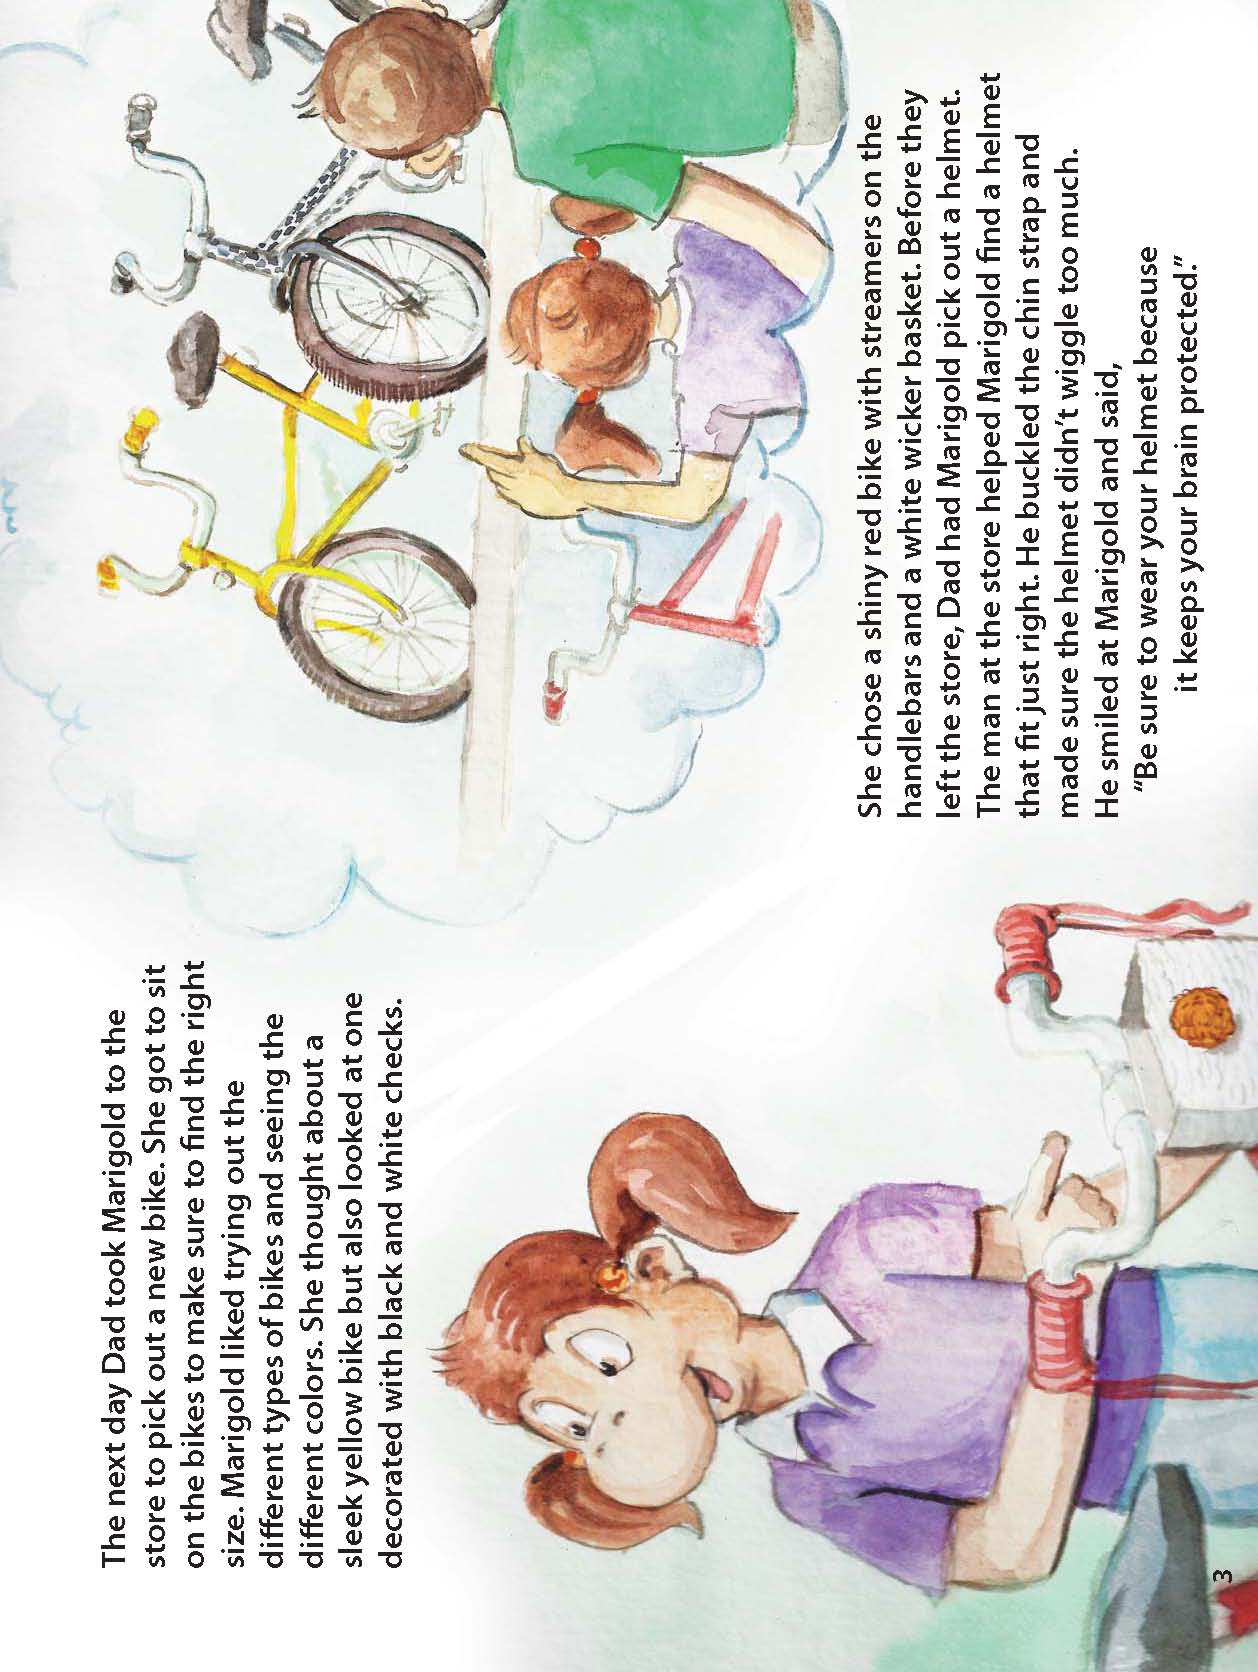 The next day Dad took Marigold to the
store to pick out a new bike. She got to sit
on the bikes to make sure to find the right
size. Marigold liked trying out the
different types of bikes and seeing the
different colors. She thought about a
sleek yellow bike but also looked at one
decorated with black and white checks.
She chose a shiny red bike with streamers on the
handlebars and a white wicker basket. Before they
left the store, Dad had Marigold pick out a helmet.
The man at the store helped Marigold find a helmet
that fit just right. He buckled the chin strap and
made sure the helmet didn't wiggle too much.
He smiled at Marigold and said,
“Be sure to wear your helmet because
it keeps your brain protected.”
3